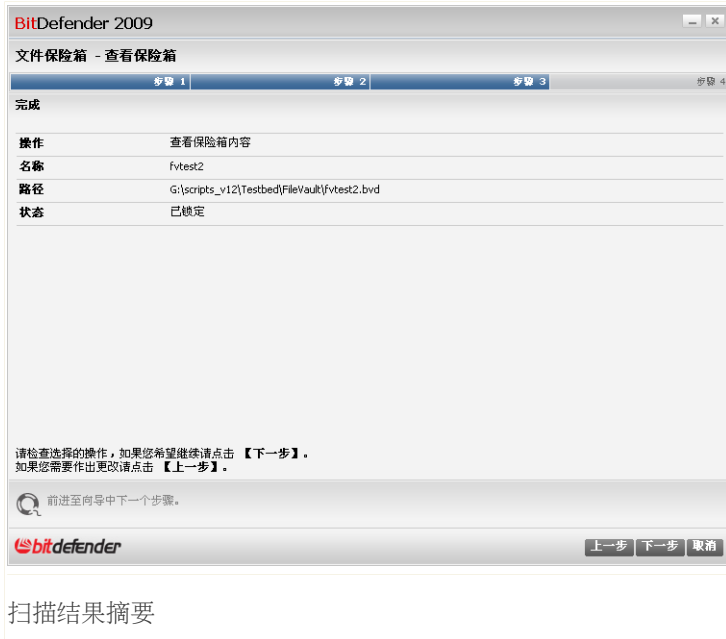 BitDefender 2009
文件保险箱 - 查看保险箱
步骤 1 步骤 2 步骤 3 步骤 4
完成
操作 查看保险箱内容
名称 fvtest2
路径 G:\scripts_v12\Testbed\FileVault\fvtest2.bvd
状态 已锁定
请检查选择的操作，如果您希望继续请点击 【下一步】。
如果您需要作出更改请点击 【上一步】。
前进至向导中下一个步骤。
bitdefender 上一步 下一步 取消
扫描结果摘要